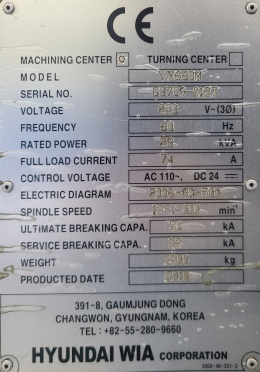 CE
MACHINING CENTER TURNING CENTER
MODEL
SERIAL NO.
VOLTAGE V~(3Ø)
FREQUENCY 60 Hz
RATED POWER kVA
FULL LOAD CURRENT 74 A
CONTROL VOLTAGE AC 110~, DC 24
ELECTRIC DIAGRAM
SPINDLE SPEED min⁻¹
ULTIMATE BREAKING CAPA. kA
SERVICE BREAKING CAPA. kA
WEIGHT kg
PRODUCTED DATE
391-8, GAUMJUNG DONG
CHANGWON, GYUNGNAM, KOREA
TEL : +82-55-280-9660
HYUNDAI WIA CORPORATION